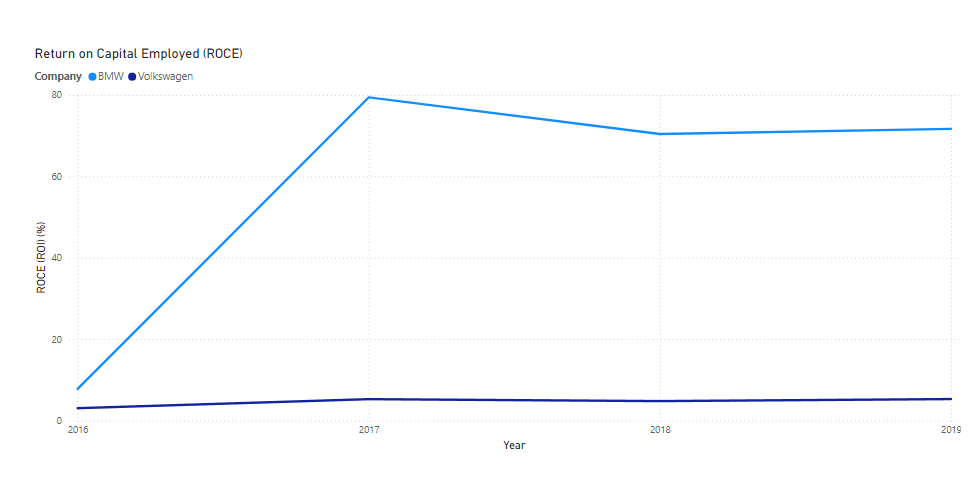 Return on Capital Employed (ROCE)
Company BMW Volkswagen
80
60
40
20
0
ROCE (ROI) (%)
2016 2017 2018 2019
Year